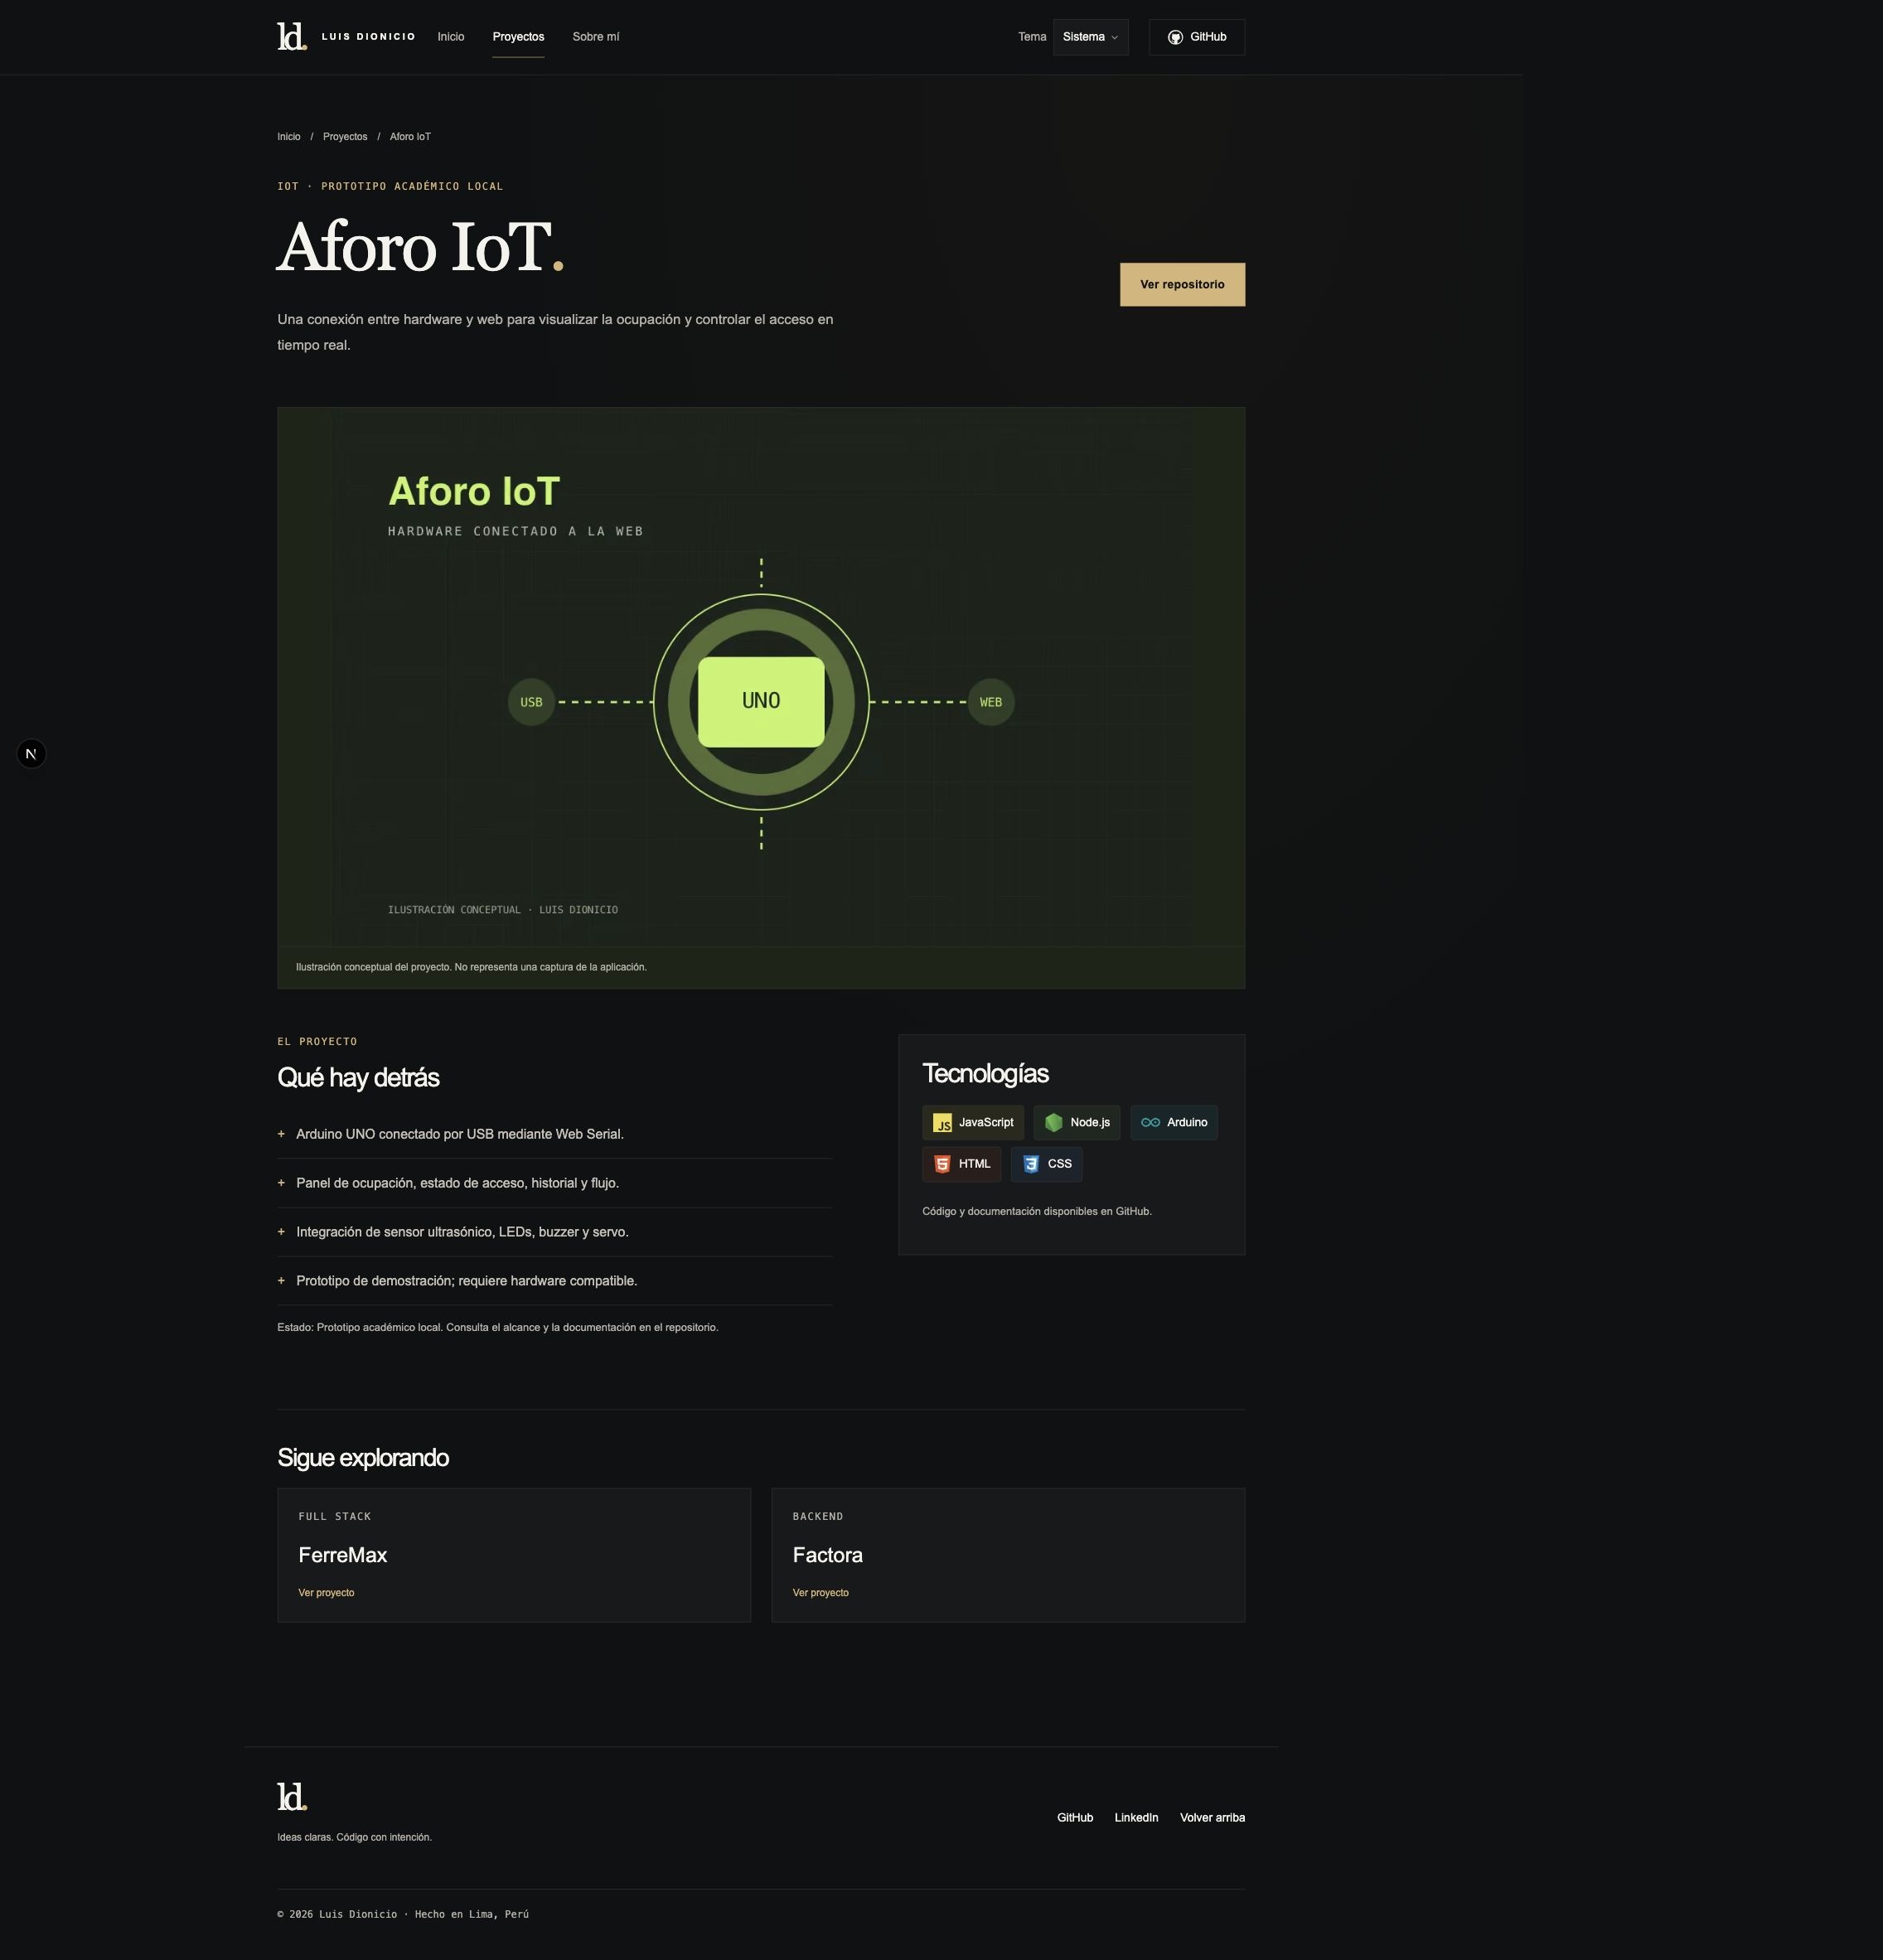 ld.
LUIS DIONICIO
Inicio
Proyectos
Sobre mí
Tema
Sistema
GitHub
Inicio / Proyectos / Aforo IoT
IOT · PROTOTIPO ACADÉMICO LOCAL
Aforo IoT.
Ver repositorio
Una conexión entre hardware y web para visualizar la ocupación y controlar el acceso en
tiempo real.
Aforo IoT
HARDWARE CONECTADO A LA WEB
USB
UNO
WEB
N
ILUSTRACIÓN CONCEPTUAL · LUIS DIONICIO
Ilustración conceptual del proyecto. No representa una captura de la aplicación.
EL PROYECTO
Qué hay detrás
+ Arduino UNO conectado por USB mediante Web Serial.
+ Panel de ocupación, estado de acceso, historial y flujo.
+ Integración de sensor ultrasónico, LEDs, buzzer y servo.
+ Prototipo de demostración; requiere hardware compatible.
Estado: Prototipo académico local. Consulta el alcance y la documentación en el repositorio.
Tecnologías
JS JavaScript
Node.js
Arduino
5 HTML
3 CSS
Código y documentación disponibles en GitHub.
Sigue explorando
FULL STACK
FerreMax
Ver proyecto
BACKEND
Factora
Ver proyecto
ld.
Ideas claras. Código con intención.
GitHub
LinkedIn
Volver arriba
© 2026 Luis Dionicio · Hecho en Lima, Perú